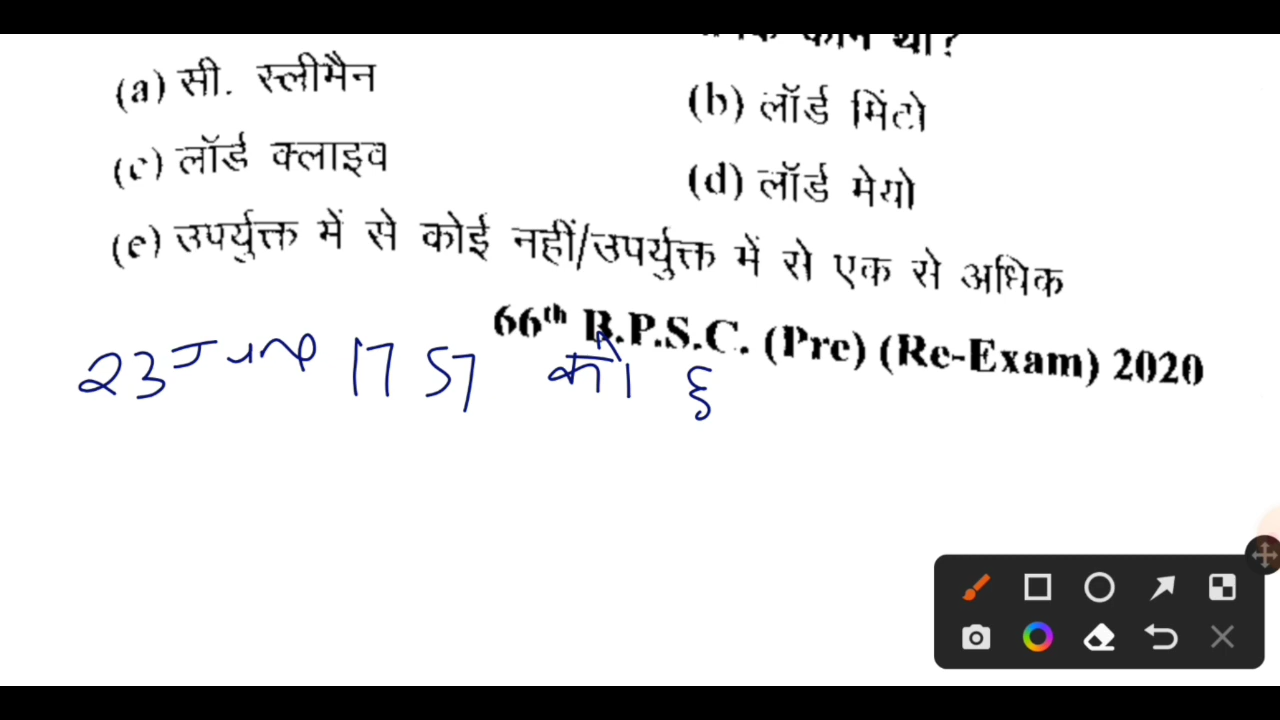 कौन था?
(a) सी. स्लीमैन
(b) लॉर्ड मिंटो
(c) लॉर्ड क्लाइव
(d) लॉर्ड मेयो
(e) उपर्युक्त में से कोई नहीं/उपर्युक्त में से एक से अधिक
66th B.P.S.C. (Pre) (Re-Exam) 2020
23 June 1757 को